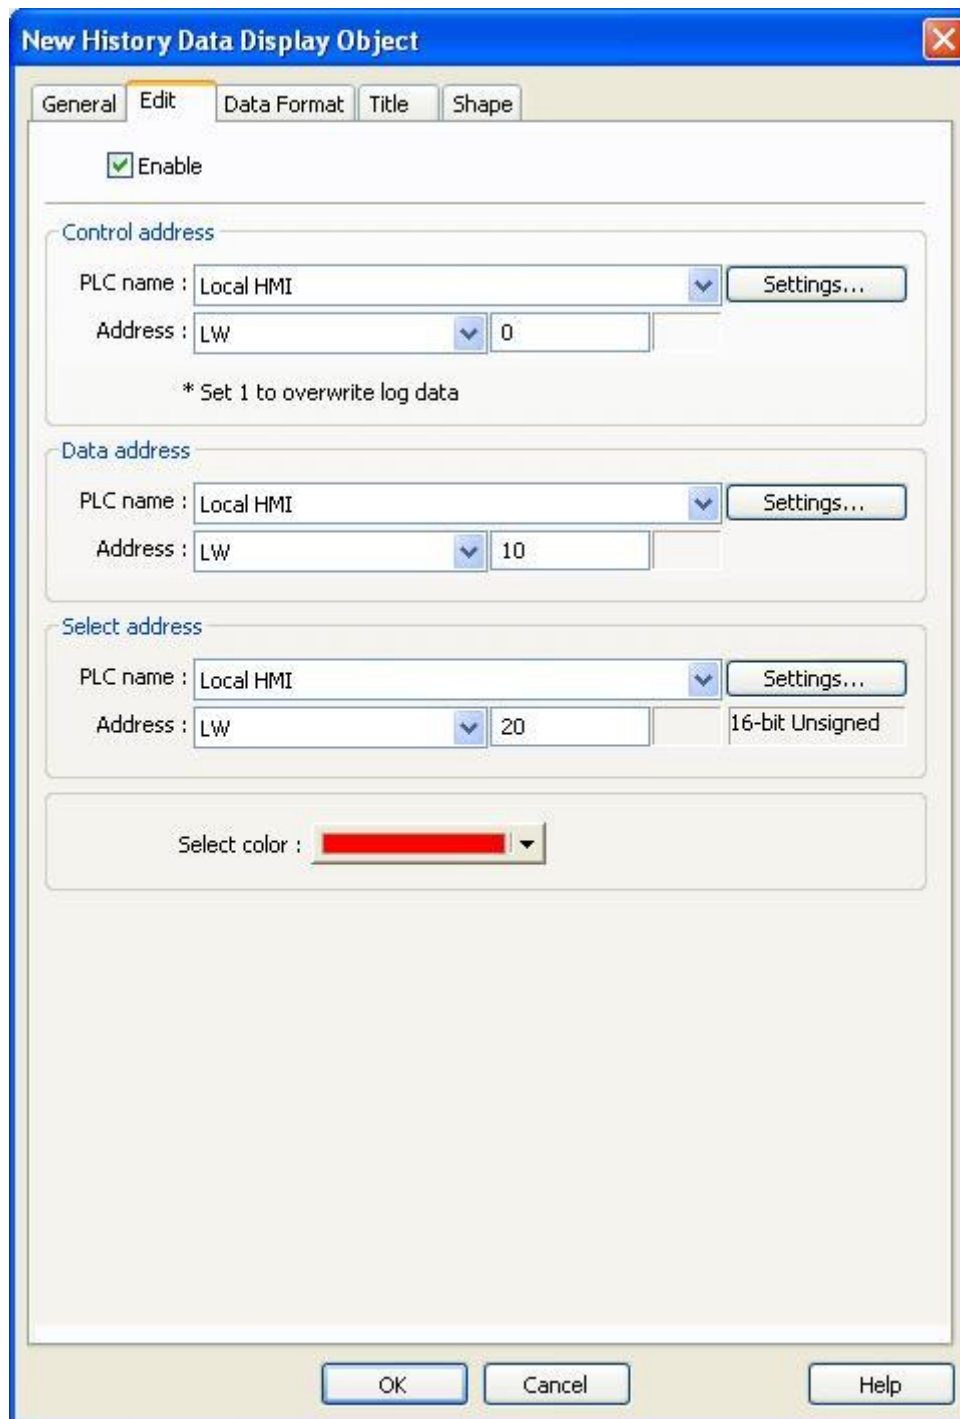 New History Data Display Object
General Edit Data Format Title Shape
Enable
Control address
PLC name : Local HMI Settings...
Address : LW 0
* Set 1 to overwrite log data
Data address
PLC name : Local HMI Settings...
Address : LW 10
Select address
PLC name : Local HMI Settings...
Address : LW 20 16-bit Unsigned
Select color :
OK Cancel Help